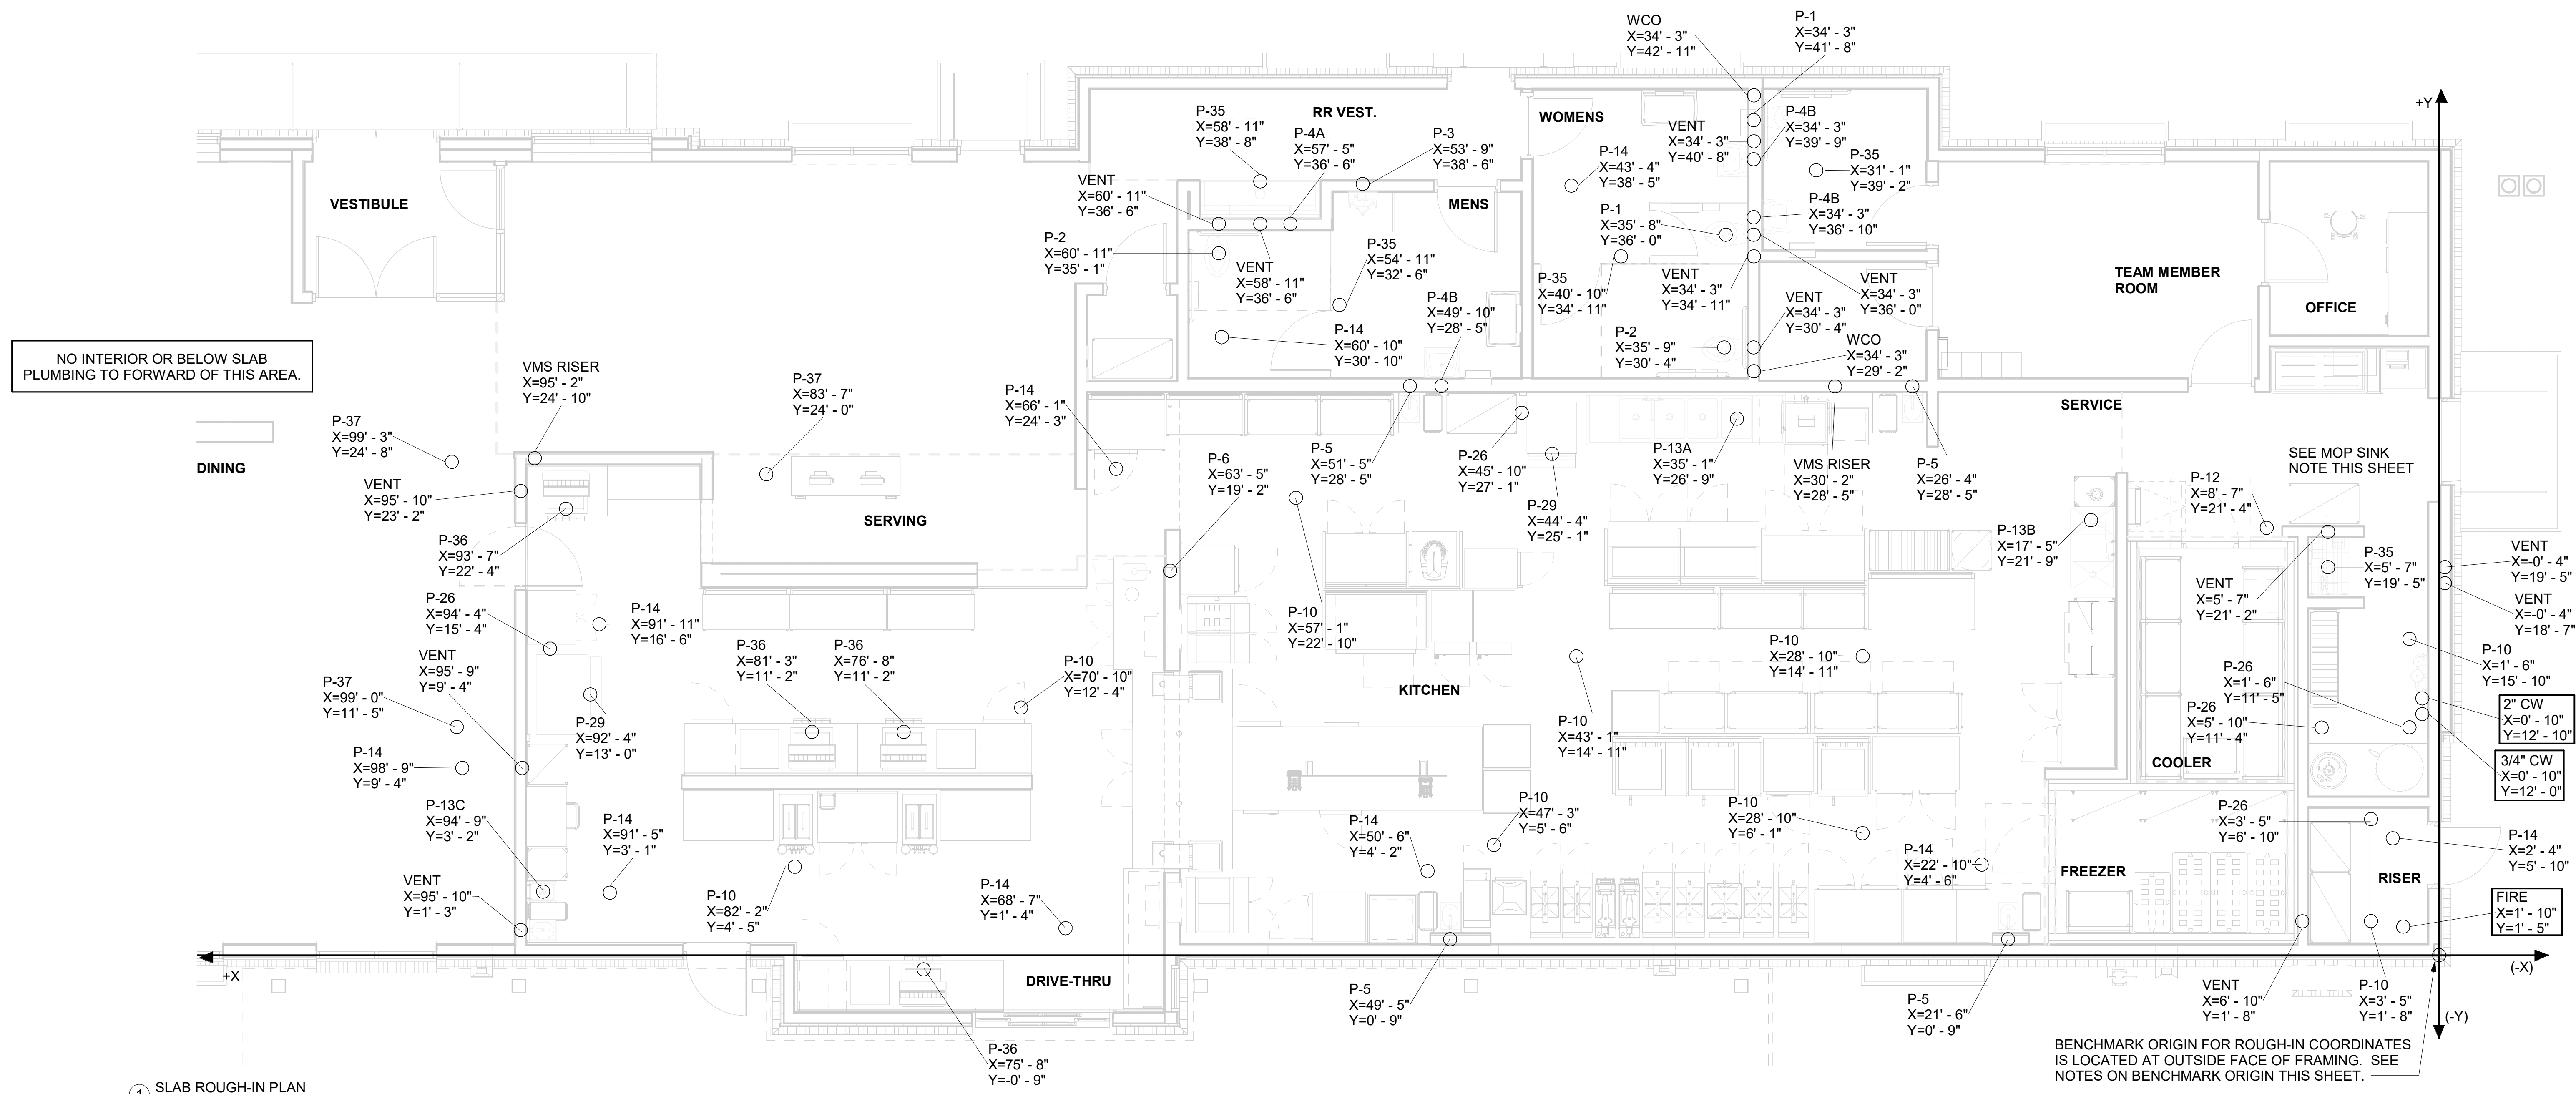 WCO
X=34' - 3"
Y=42' - 11"
P-1
X=34' - 3"
Y=41' - 8"
+Y
P-35
X=58' - 11"
Y=38' - 8"
RR VEST.
P-4A
X=57' - 5"
Y=36' - 6"
P-3
X=53' - 9"
Y=38' - 6"
WOMENS
VENT
X=34' - 3"
Y=40' - 8"
P-4B
X=34' - 3"
Y=39' - 9"
P-14
X=43' - 4"
Y=38' - 5"
P-35
X=31' - 1"
Y=39' - 2"
VESTIBULE
VENT
X=60' - 11"
Y=36' - 6"
MENS
P-1
X=35' - 8"
Y=36' - 0"
P-4B
X=34' - 3"
Y=36' - 10"
P-2
X=60' - 11"
Y=35' - 1"
VENT
X=58' - 11"
Y=36' - 6"
P-35
X=54' - 11"
Y=32' - 6"
P-35
X=40' - 10"
Y=34' - 11"
VENT
X=34' - 3"
Y=34' - 11"
VENT
X=34' - 3"
Y=36' - 0"
TEAM MEMBER
ROOM
OFFICE
P-4B
X=49' - 10"
Y=28' - 5"
VENT
X=34' - 3"
Y=30' - 4"
P-14
X=60' - 10"
Y=30' - 10"
P-2
X=35' - 9"
Y=30' - 4"
WCO
X=34' - 3"
Y=29' - 2"
NO INTERIOR OR BELOW SLAB
PLUMBING TO FORWARD OF THIS AREA.
VMS RISER
X=95' - 2"
Y=24' - 10"
P-37
X=83' - 7"
Y=24' - 0"
P-14
X=66' - 1"
Y=24' - 3"
SERVICE
P-37
X=99' - 3"
Y=24' - 8"
DINING
P-6
X=63' - 5"
Y=19' - 2"
P-5
X=51' - 5"
Y=28' - 5"
P-26
X=45' - 10"
Y=27' - 1"
P-13A
X=35' - 1"
Y=26' - 9"
VMS RISER
X=30' - 2"
Y=28' - 5"
P-5
X=26' - 4"
Y=28' - 5"
SEE MOP SINK
NOTE THIS SHEET
VENT
X=95' - 10"
Y=23' - 2"
P-12
X=8' - 7"
Y=21' - 4"
SERVING
P-29
X=44' - 4"
Y=25' - 1"
P-36
X=93' - 7"
Y=22' - 4"
P-13B
X=17' - 5"
Y=21' - 9"
P-35
X=5' - 7"
Y=19' - 5"
VENT
X=-0' - 4"
Y=19' - 5"
VENT
X=5' - 7"
Y=21' - 2"
VENT
X=-0' - 4"
Y=18' - 7"
P-26
X=94' - 4"
Y=15' - 4"
P-14
X=91' - 11"
Y=16' - 6"
P-10
X=57' - 1"
Y=22' - 10"
P-36
X=81' - 3"
Y=11' - 2"
P-36
X=76' - 8"
Y=11' - 2"
P-10
X=28' - 10"
Y=14' - 11"
P-10
X=1' - 6"
Y=15' - 10"
VENT
X=95' - 9"
Y=9' - 4"
P-10
X=70' - 10"
Y=12' - 4"
KITCHEN
P-26
X=1' - 6"
Y=11' - 5"
P-37
X=99' - 0"
Y=11' - 5"
P-29
X=92' - 4"
Y=13' - 0"
P-10
X=43' - 1"
Y=14' - 11"
P-26
X=5' - 10"
Y=11' - 4"
2" CW
X=0' - 10"
Y=12' - 10"
P-14
X=98' - 9"
Y=9' - 4"
COOLER
3/4" CW
X=0' - 10"
Y=12' - 0"
P-13C
X=94' - 9"
Y=3' - 2"
P-14
X=91' - 5"
Y=3' - 1"
P-14
X=50' - 6"
Y=4' - 2"
P-10
X=47' - 3"
Y=5' - 6"
P-10
X=28' - 10"
Y=6' - 1"
P-26
X=3' - 5"
Y=6' - 10"
P-14
X=2' - 4"
Y=5' - 10"
P-14
X=22' - 10"
Y=4' - 6"
VENT
X=95' - 10"
Y=1' - 3"
P-10
X=82' - 2"
Y=4' - 5"
P-14
X=68' - 7"
Y=1' - 4"
FREEZER
RISER
FIRE
X=1' - 10"
Y=1' - 5"
+X
(-X)
DRIVE-THRU
P-5
X=49' - 5"
Y=0' - 9"
P-5
X=21' - 6"
Y=0' - 9"
VENT
X=6' - 10"
Y=1' - 8"
P-10
X=3' - 5"
Y=1' - 8"
(-Y)
P-36
X=75' - 8"
Y=-0' - 9"
BENCHMARK ORIGIN FOR ROUGH-IN COORDINATES
IS LOCATED AT OUTSIDE FACE OF FRAMING. SEE
NOTES ON BENCHMARK ORIGIN THIS SHEET.
1 SLAB ROUGH-IN PLAN